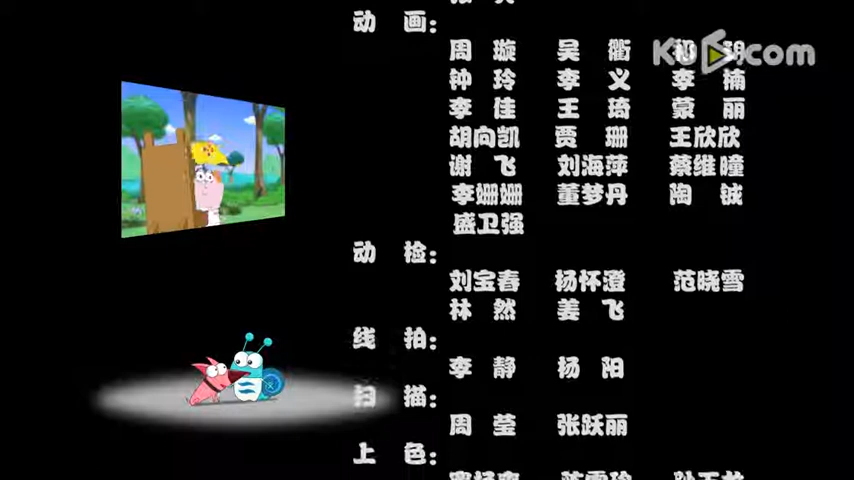 动 画:
周 璇 吴 衢
Ku6.com
钟 玲 李 义 李 楠
李 佳 王 琦 蒙 丽
胡向凯 贾 珊 王欣欣
谢 飞 刘海萍 蔡维曈
李姗姗 董梦丹 陶 铖
盛卫强
动 检:
刘宝春 杨怀澄 范晓雪
林 然 姜 飞
线 拍:
李 静 杨 阳
扫 描:
周 莹 张跃丽
上 色: